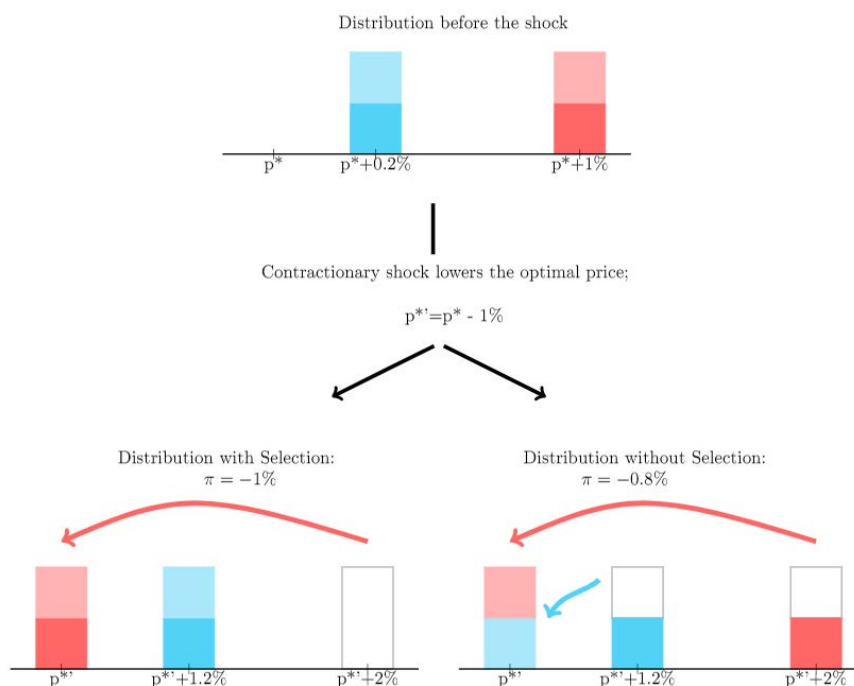 Distribution before the shock
p* p*+0.2% p*+1%
Contractionary shock lowers the optimal price;
p*'=p* - 1%
Distribution with Selection:
π = −1%
Distribution without Selection:
π = −0.8%
p*' p*'+1.2% p*'+2%
p*' p*'+1.2% p*'+2%